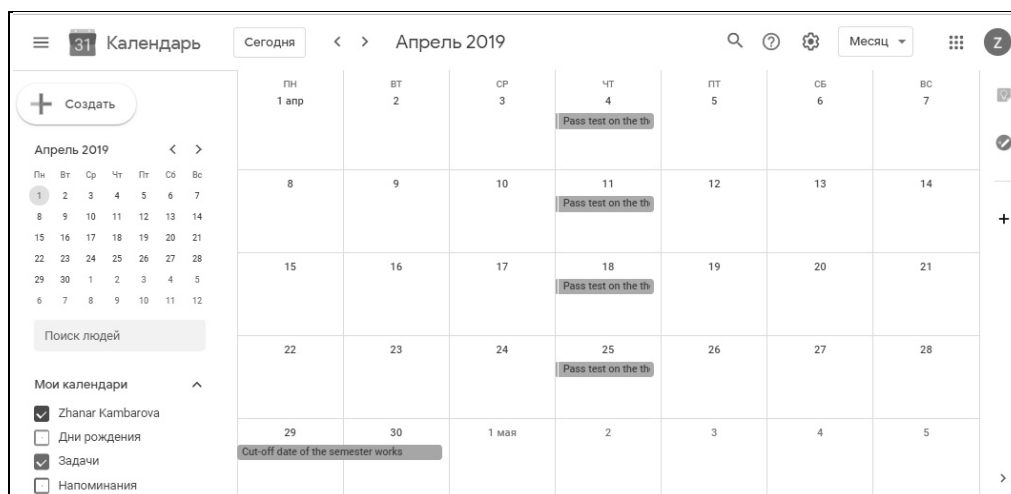 31 Календарь Сегодня < > Апрель 2019 ? Месяц Z
Создать
Апрель 2019 < >
Пн Вт Ср Чт Пт Сб Вс
1 2 3 4 5 6 7
8 9 10 11 12 13 14
15 16 17 18 19 20 21
22 23 24 25 26 27 28
29 30 1 2 3 4 5
6 7 8 9 10 11 12
Поиск людей
Мои календари
Zhanar Kambarova
Дни рождения
Задачи
Напоминания
ПН ВТ СР ЧТ ПТ СБ ВС
1 апр 2 3 4 5 6 7
Pass test on the th
8 9 10 11 12 13 14
Pass test on the th
15 16 17 18 19 20 21
Pass test on the th
22 23 24 25 26 27 28
Pass test on the th
29 30 1 мая 2 3 4 5
Cut-off date of the semester works